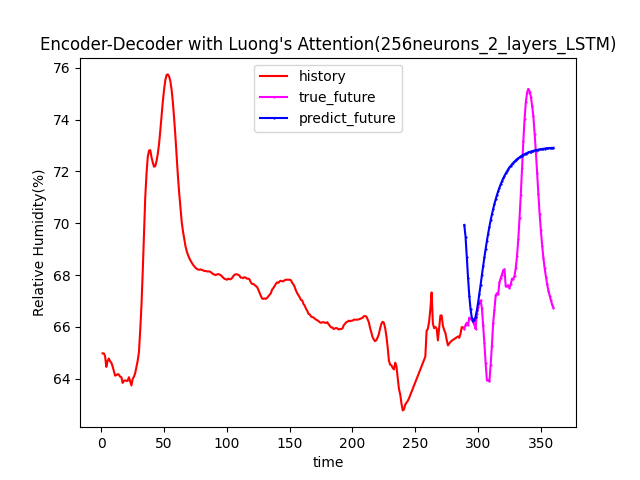 Encoder-Decoder with Luong's Attention(256neurons_2_layers_LSTM)
history
true_future
predict_future
Relative Humidity(%)
76
74
72
70
68
66
64
0 50 100 150 200 250 300 350
time